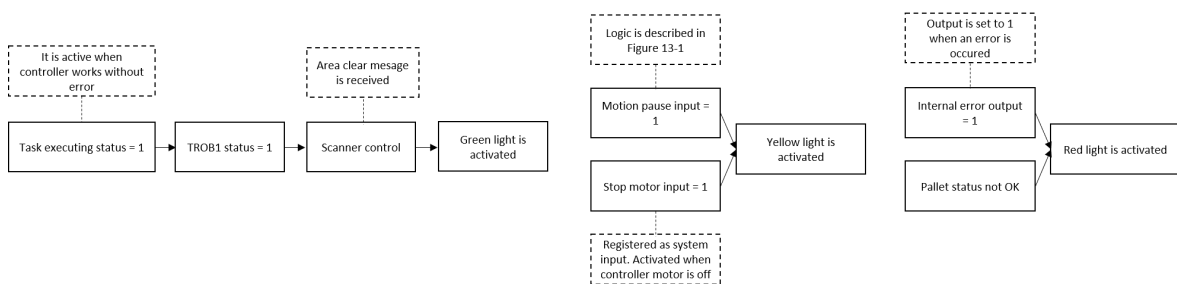 It is active when
controller works without
error
Task executing status = 1
TROB1 status = 1
Area clear mesage
is received
Scanner control
Green light is
activated
Logic is described in
Figure 13-1
Motion pause input =
1
Stop motor input = 1
Registered as system
input. Activated when
controller motor is off
Yellow light is
activated
Output is set to 1
when an error is
occured
Internal error output
= 1
Pallet status not OK
Red light is activated